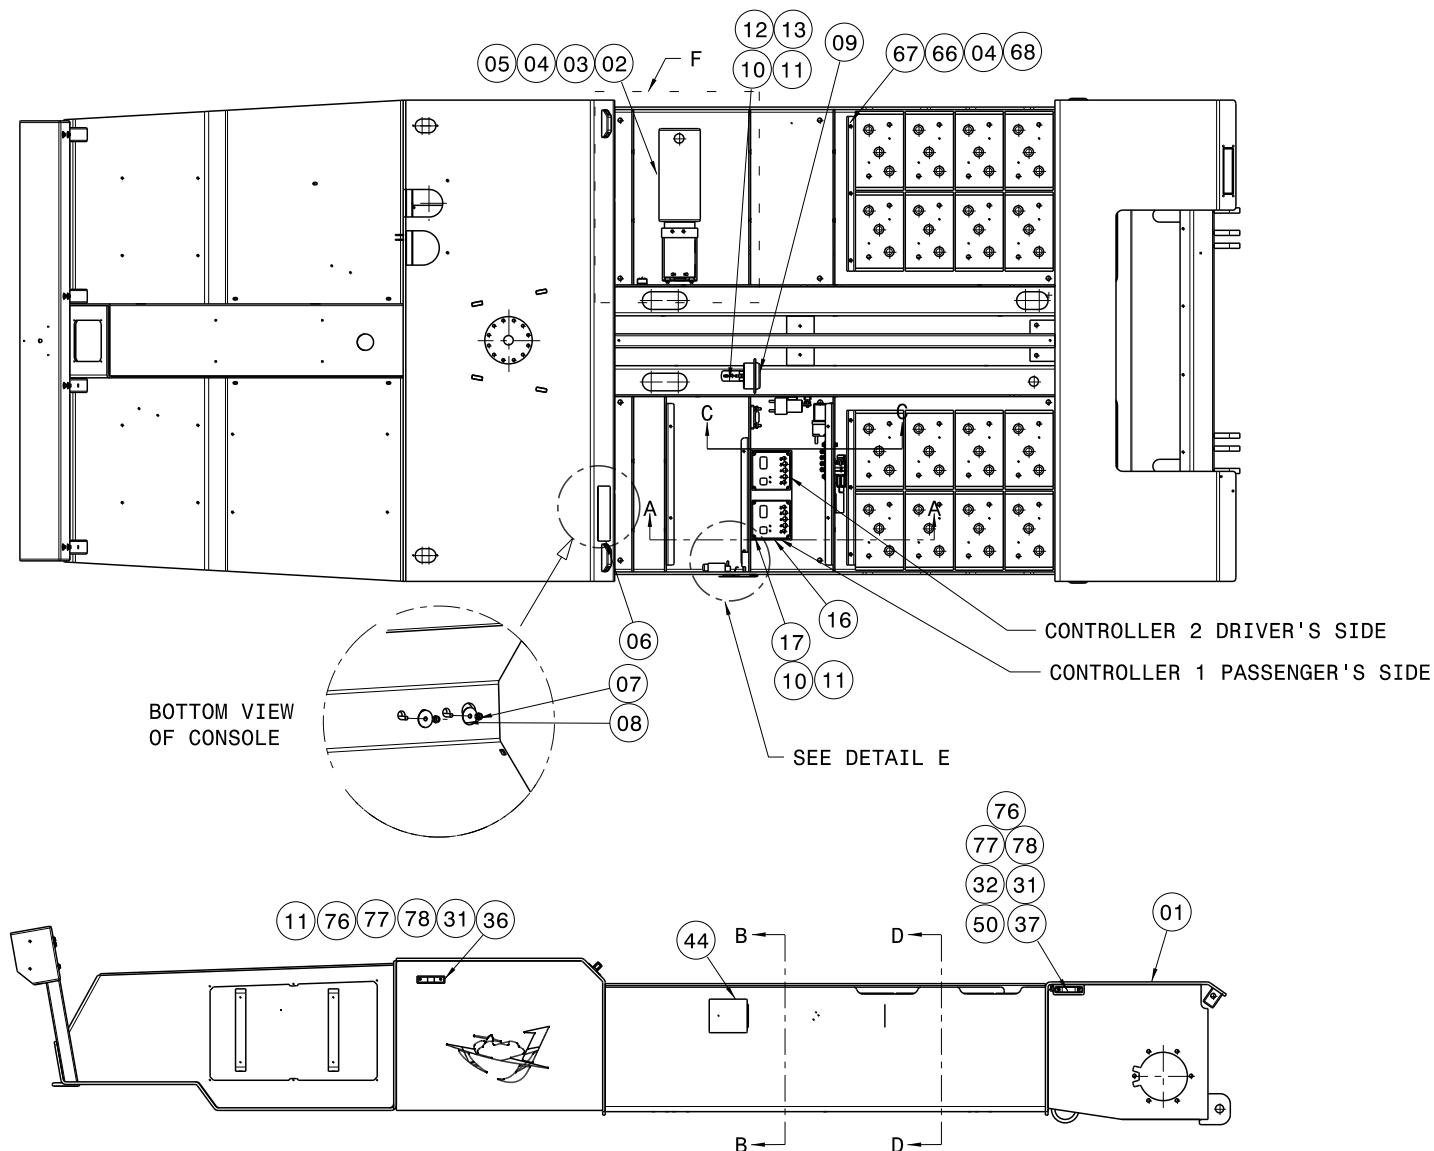 12 13 09
05 04 03 02 F 10 11 67 66 04 68
C C
A A
16
06 17 CONTROLLER 2 DRIVER'S SIDE
10 11 CONTROLLER 1 PASSENGER'S SIDE
07
08
BOTTOM VIEW
OF CONSOLE
SEE DETAIL E
76
77 78
32 31
50 37
11 76 77 78 31 36
44 B D 01
B D